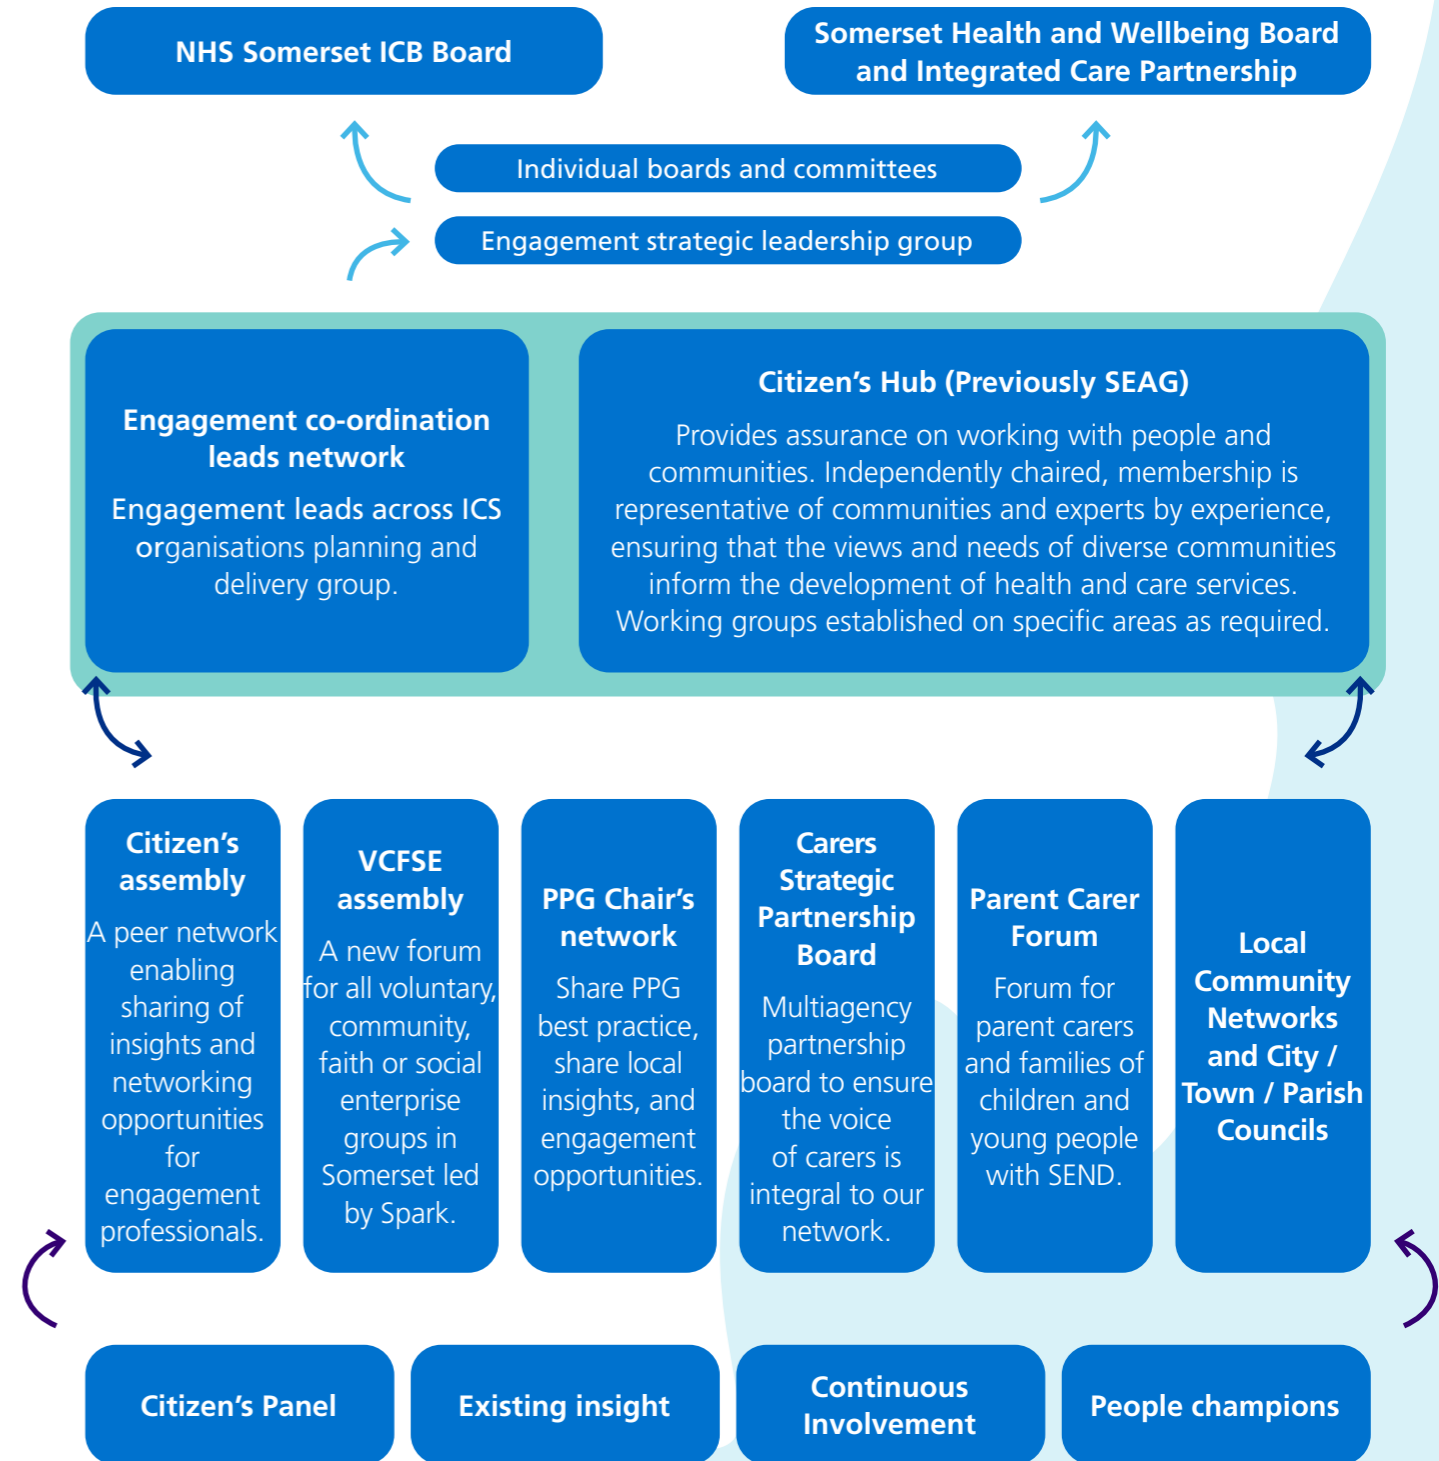 NHS Somerset ICB Board
Somerset Health and Wellbeing Board
and Integrated Care Partnership
Individual boards and committees
Engagement strategic leadership group
Engagement co-ordination
leads network
Engagement leads across ICS
organisations planning and
delivery group.
Citizen’s Hub (Previously SEAG)
Provides assurance on working with people and
communities. Independently chaired, membership is
representative of communities and experts by experience,
ensuring that the views and needs of diverse communities
inform the development of health and care services.
Working groups established on specific areas as required.
Citizen’s
assembly
A peer network
enabling
sharing of
insights and
networking
opportunities
for
engagement
professionals.
VCFSE
assembly
A new forum
for all voluntary,
community,
faith or social
enterprise
groups in
Somerset led
by Spark.
PPG Chair’s
network
Share PPG
best practice,
share local
insights, and
engagement
opportunities.
Carers
Strategic
Partnership
Board
Multiagency
partnership
board to ensure
the voice
of carers is
integral to our
network.
Parent Carer
Forum
Forum for
parent carers
and families of
children and
young people
with SEND.
Local
Community
Networks
and City /
Town / Parish
Councils
Citizen’s Panel
Existing insight
Continuous
Involvement
People champions